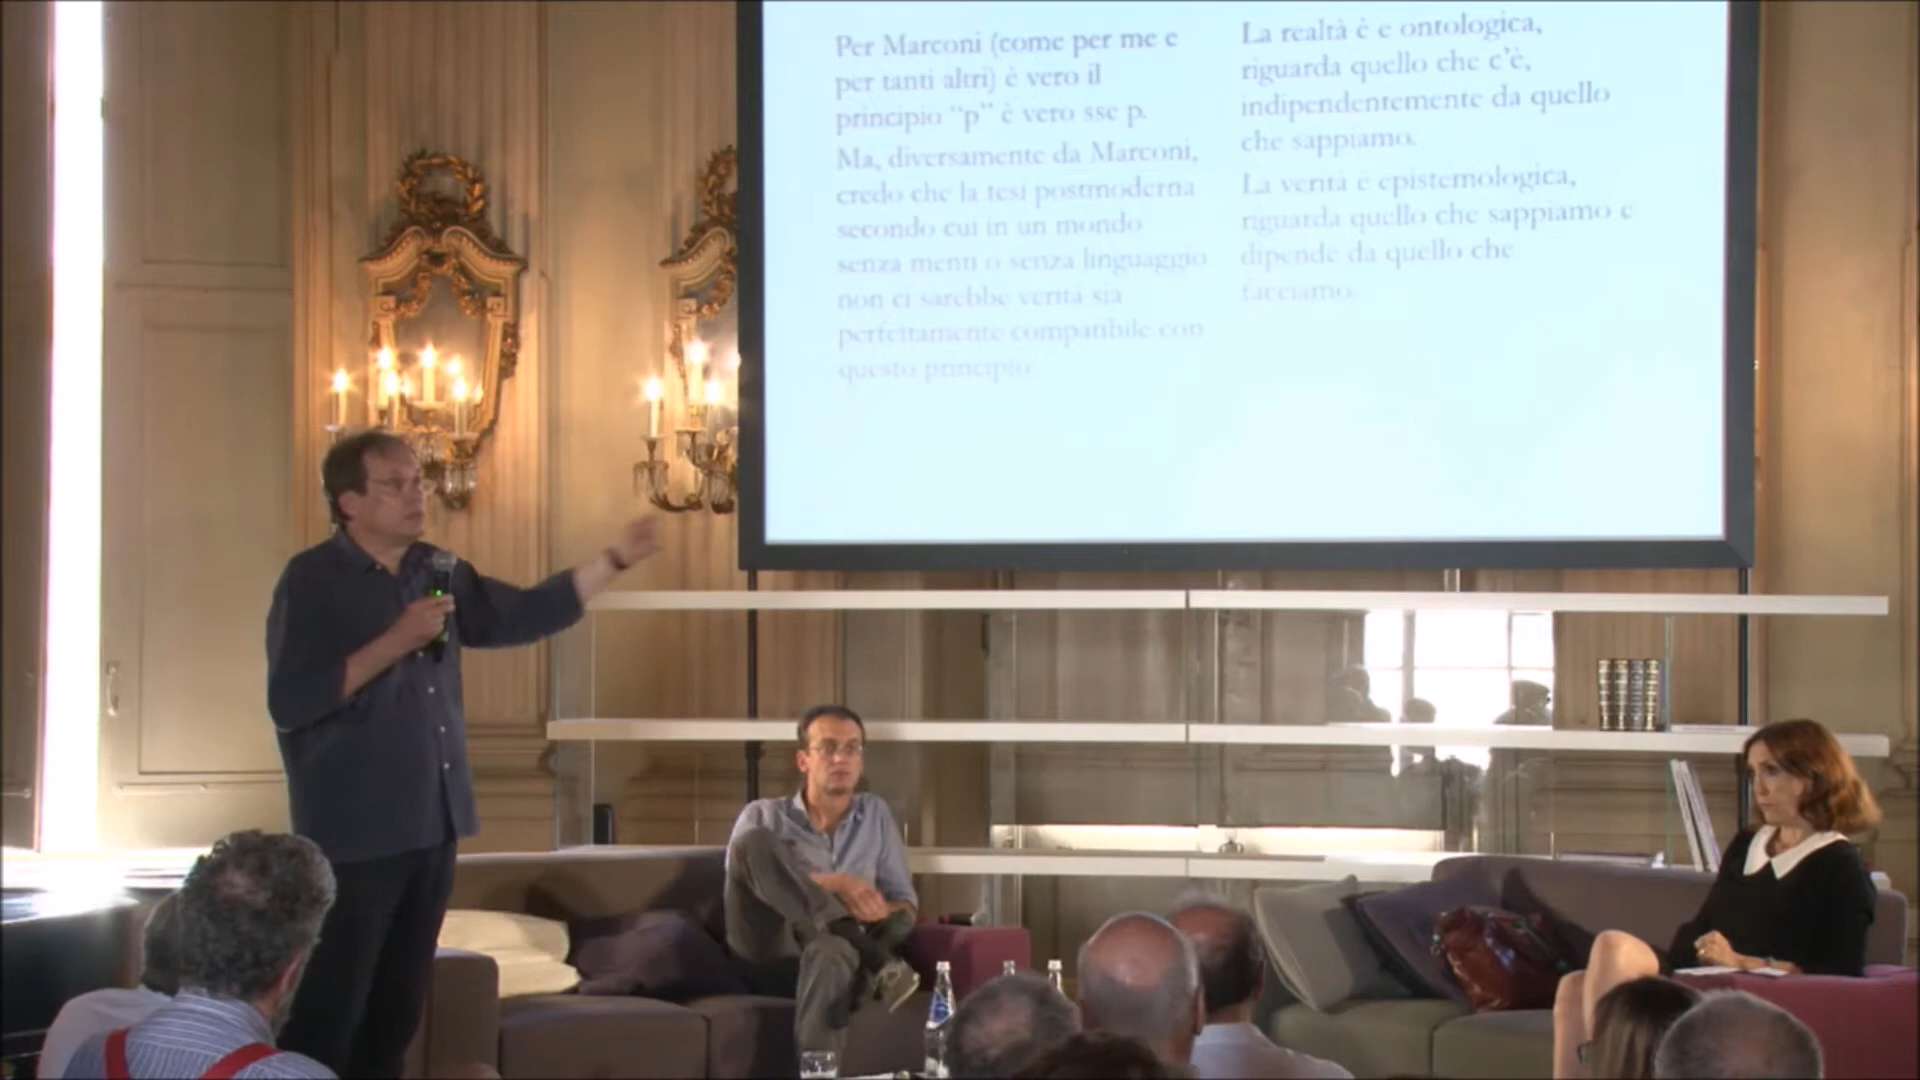 Per Marconi (come per me e
per tanti altri) è vero il
principio “p” è vero sse p.
Ma, diversamente da Marconi,
credo che la tesi postmoderna
secondo cui in un mondo
senza menti o senza linguaggio
non ci sarebbe verità sia
perfettamente compatibile con
questo principio.
La realtà è e ontologica,
riguarda quello che c’è,
indipendentemente da quello
che sappiamo.
La verità e epistemologica,
riguarda quello che sappiamo e
dipende da quello che
facciamo.